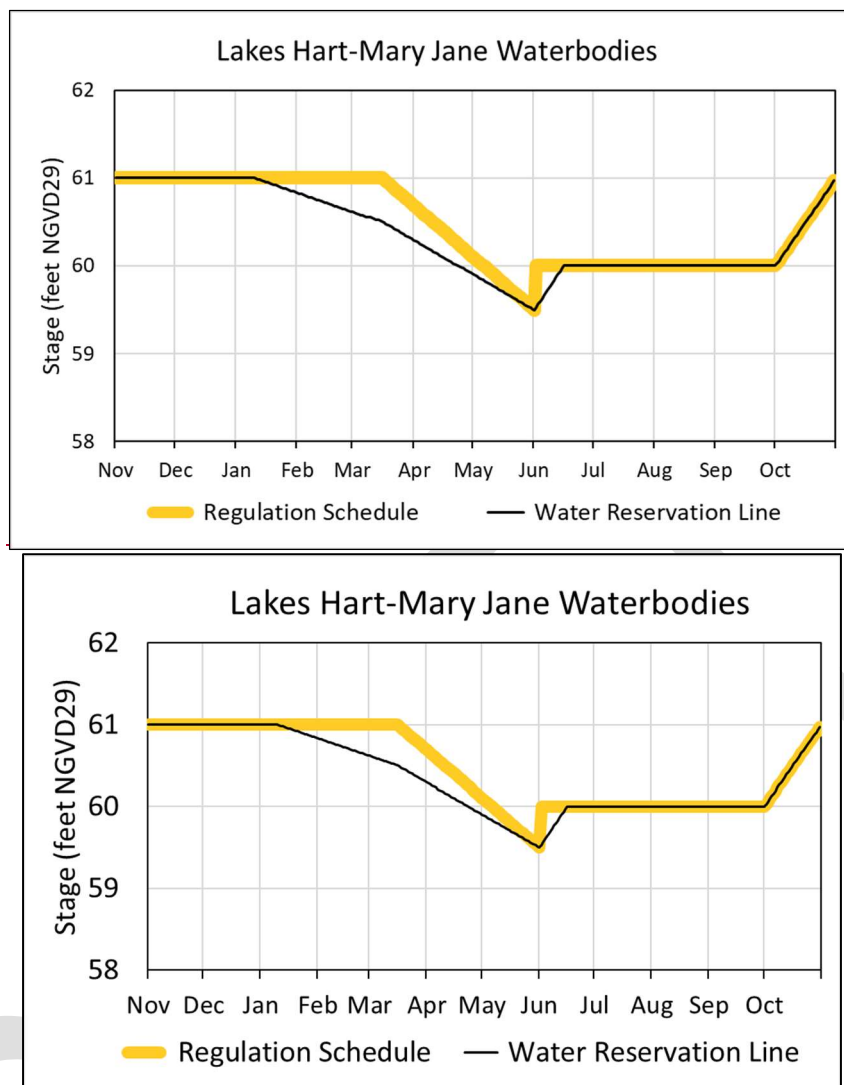 Lakes Hart-Mary Jane Waterbodies
Stage (feet NGVD29)
62
61
60
59
58
Nov Dec Jan Feb Mar Apr May Jun Jul Aug Sep Oct
Regulation Schedule Water Reservation Line
Lakes Hart-Mary Jane Waterbodies
Stage (feet NGVD29)
62
61
60
59
58
Nov Dec Jan Feb Mar Apr May Jun Jul Aug Sep Oct
Regulation Schedule Water Reservation Line